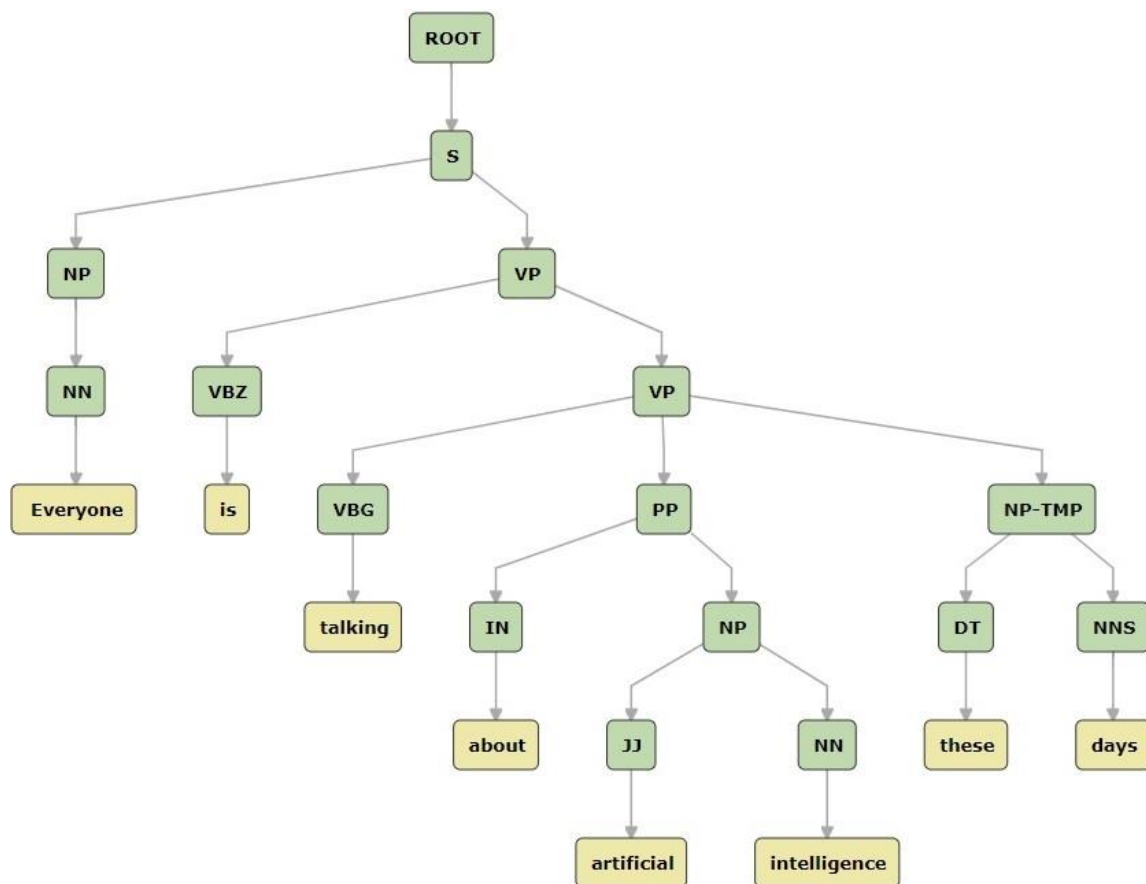 ROOT
S
NP
VP
NN
VBZ
VP
Everyone
is
VBG
PP
NP-TMP
talking
IN
NP
DT
NNS
about
JJ
NN
these
days
artificial
intelligence